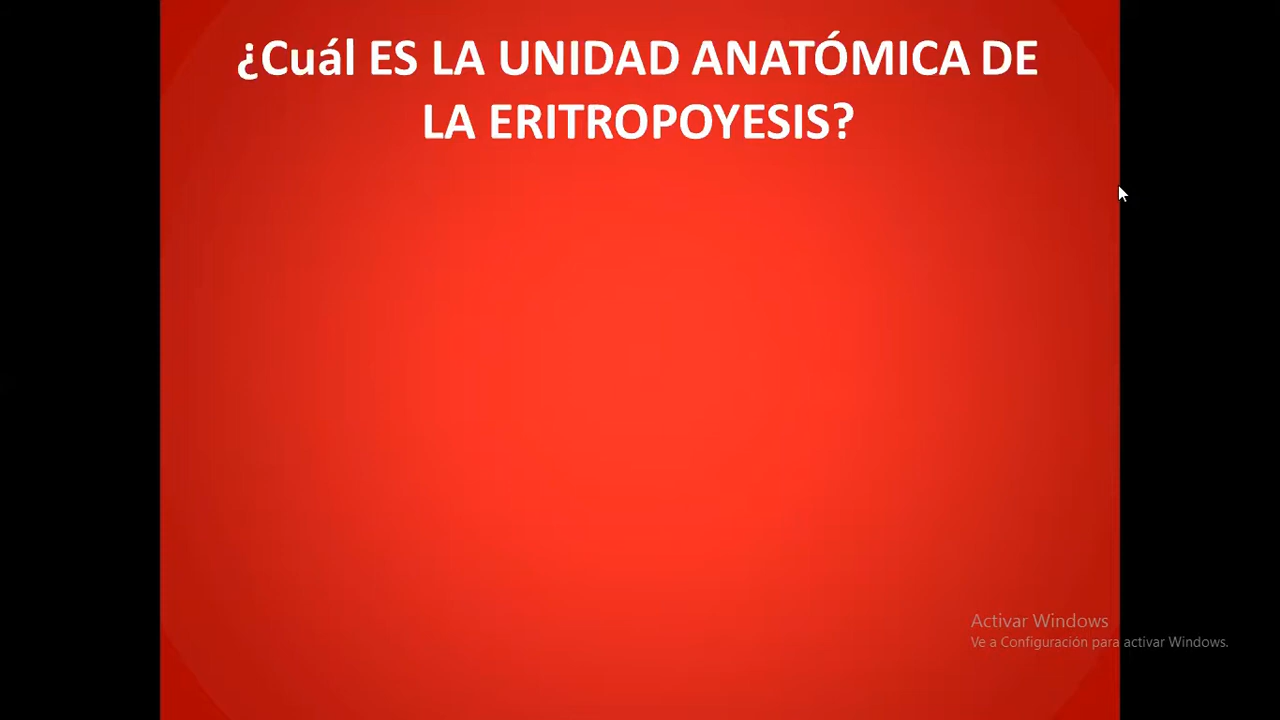 ¿Cuál ES LA UNIDAD ANATÓMICA DE
LA ERITROPOYESIS?
Activar Windows
Ve a Configuración para activar Windows.